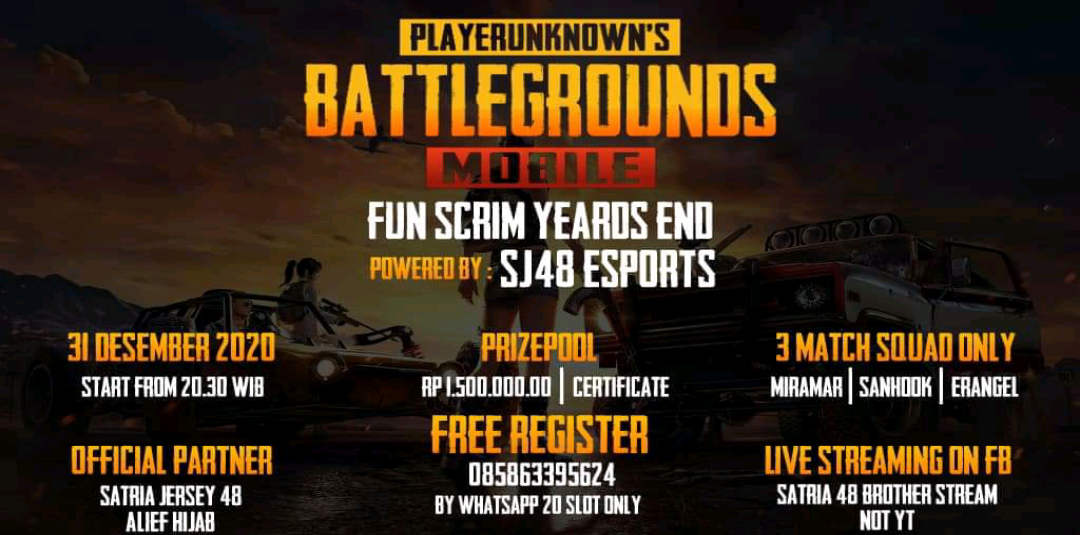 PLAYERUNKNOWN'S
BATTLEGROUNDS
MOBILE
FUN SCRIM YEARDS END
POWERED BY : SJ48 ESPORTS
31 DESEMBER 2020
START FROM 20.30 WIB
PRIZEPOOL
RP 1.500.000.00 | CERTIFICATE
3 MATCH SQUAD ONLY
MIRAMAR | SANHOOK | ERANGEL
OFFICIAL PARTNER
SATRIA JERSEY 48
ALIEF HIJAB
FREE REGISTER
085863395624
BY WHATSAPP 20 SLOT ONLY
LIVE STREAMING ON FB
SATRIA 48 BROTHER STREAM
NOT YT